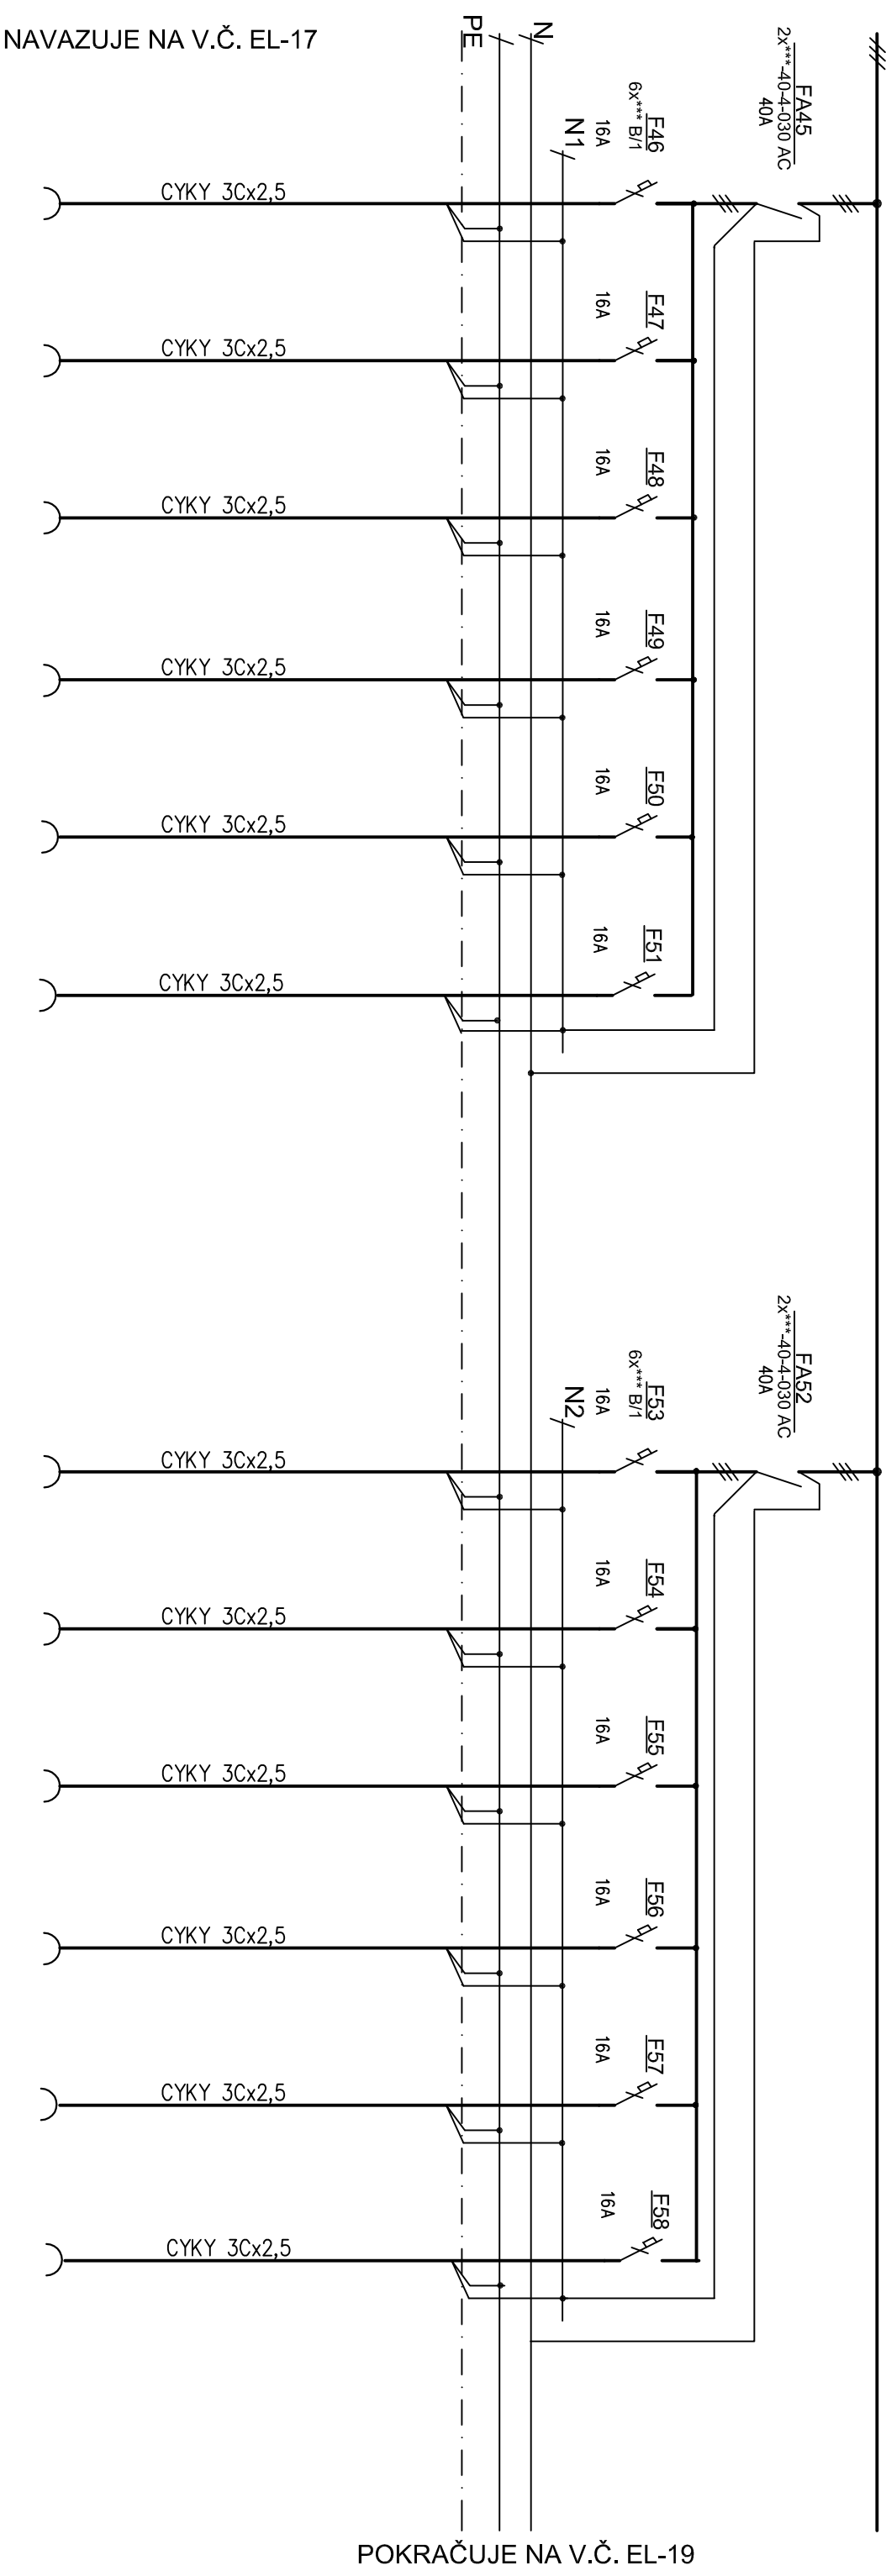 NAVAZUJE NA V.Č. EL-17
PE
N
FA45
2x***-40-4-030 AC
40A
N1
F46
6x*** B/1
16A
CYKY 3Cx2,5
F47
16A
CYKY 3Cx2,5
F48
16A
CYKY 3Cx2,5
F49
16A
CYKY 3Cx2,5
F50
16A
CYKY 3Cx2,5
F51
16A
CYKY 3Cx2,5
FA52
2x***-40-4-030 AC
40A
N2
F53
6x*** B/1
16A
CYKY 3Cx2,5
F54
16A
CYKY 3Cx2,5
F55
16A
CYKY 3Cx2,5
F56
16A
CYKY 3Cx2,5
F57
16A
CYKY 3Cx2,5
F58
16A
CYKY 3Cx2,5
POKRAČUJE NA V.Č. EL-19